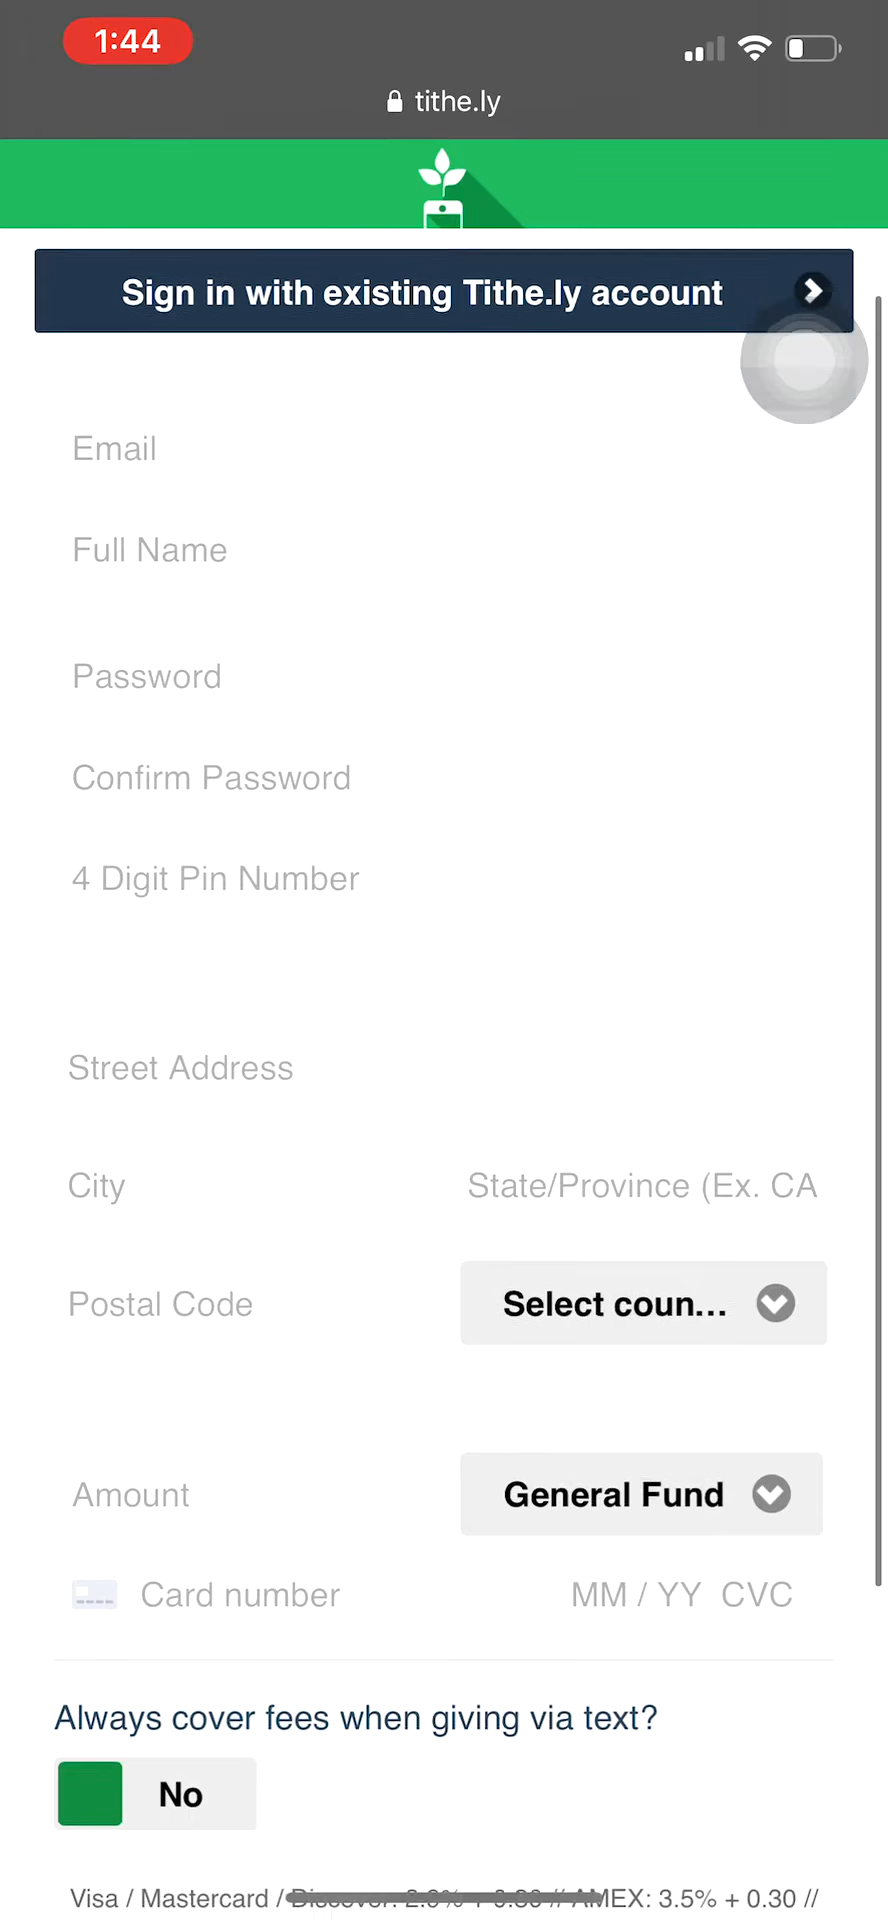 1:44
tithe.ly
Sign in with existing Tithe.ly account
Email
Full Name
Password
Confirm Password
4 Digit Pin Number
Street Address
City State/Province (Ex. CA
Postal Code Select coun...
Amount General Fund
Card number MM / YY CVC
Always cover fees when giving via text?
No
Visa / Mastercard / Discover: 2.9% + 0.30 // AMEX: 3.5% + 0.30 //